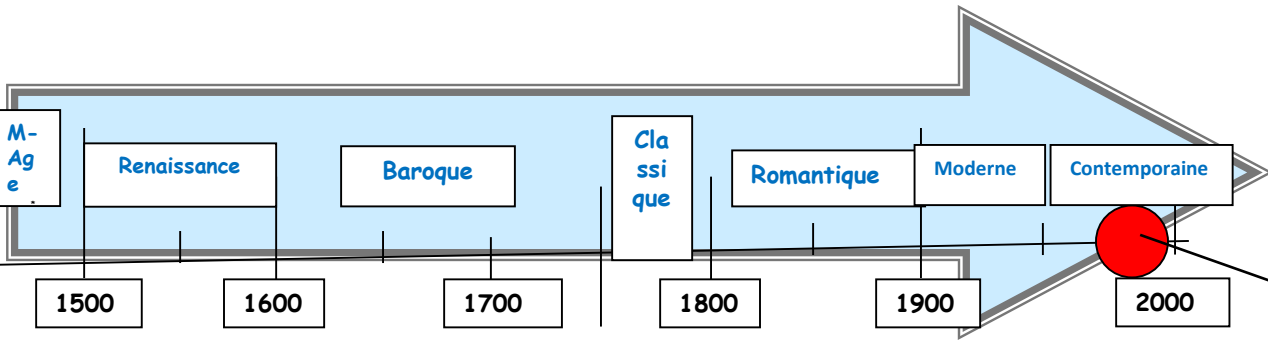 M-
Ag
e
.
Renaissance
Baroque
Cla
ssi
que
Romantique
Moderne
Contemporaine
1500
1600
1700
1800
1900
2000